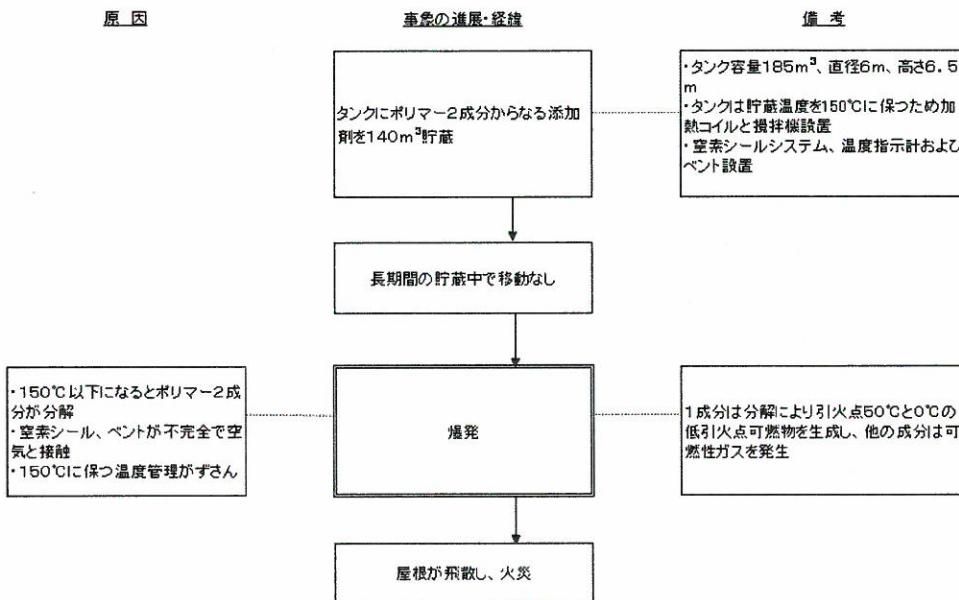 原 因
事象の進展・経緯
備 考
タンクにポリマー2成分からなる添加
剤を140m³貯蔵
・タンク容量185m³、直径6m、高さ6.5
m
・タンクは貯蔵温度を150℃に保つため加
熱コイルと攪拌機設置
・窒素シールシステム、温度指示計および
ベント設置
長期間の貯蔵中で移動なし
・150℃以下になるとポリマー2成
分が分解
・窒素シール、ベントが不完全で空
気と接触
・150℃に保つ温度管理がずさん
爆発
1成分は分解により引火点50℃と0℃の
低引火点可燃物を生成し、他の成分は可
燃性ガスを発生
屋根が飛散し、火災